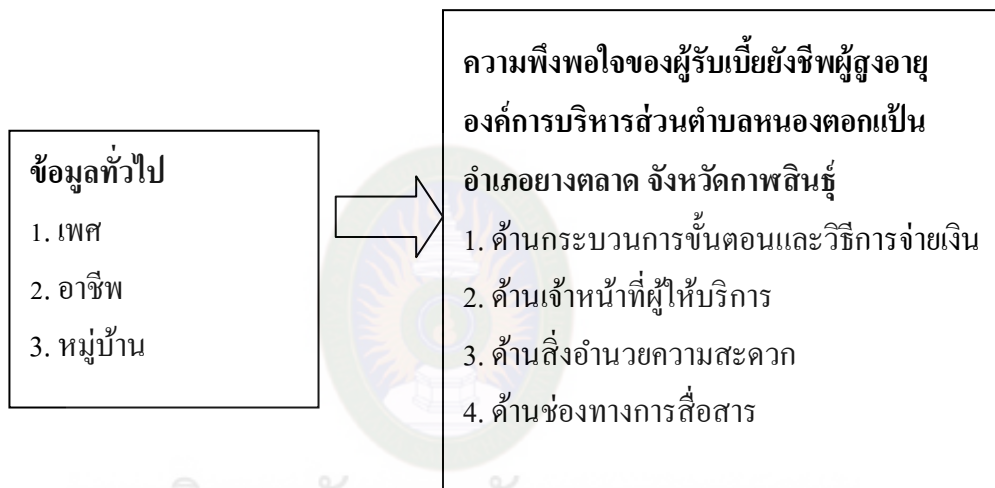 ข้อมูลทั่วไป
1. เพศ
2. อาชีพ
3. หมู่บ้าน
ความพึงพอใจของผู้รับเบี้ยยังชีพผู้สูงอายุ
องค์การบริหารส่วนตำบลหนองตอกแป้น
อำเภอยางตลาด จังหวัดกาฬสินธุ์
1. ด้านกระบวนการขั้นตอนและวิธีการจ่ายเงิน
2. ด้านเจ้าหน้าที่ผู้ให้บริการ
3. ด้านสิ่งอำนวยความสะดวก
4. ด้านช่องทางการสื่อสาร